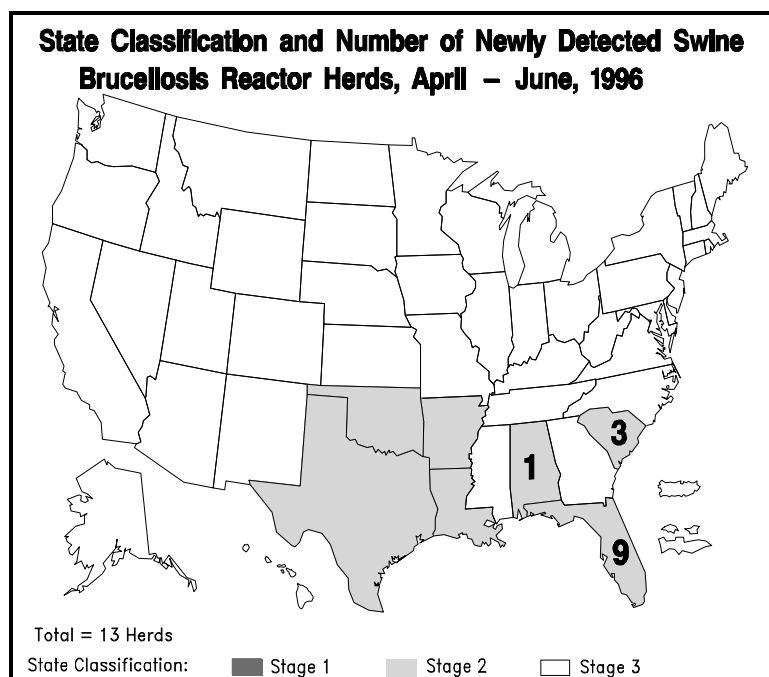 State Classification and Number of Newly Detected Swine
Brucellosis Reactor Herds, April – June, 1996
3
1
9
Total = 13 Herds
State Classification: Stage 1 Stage 2 Stage 3